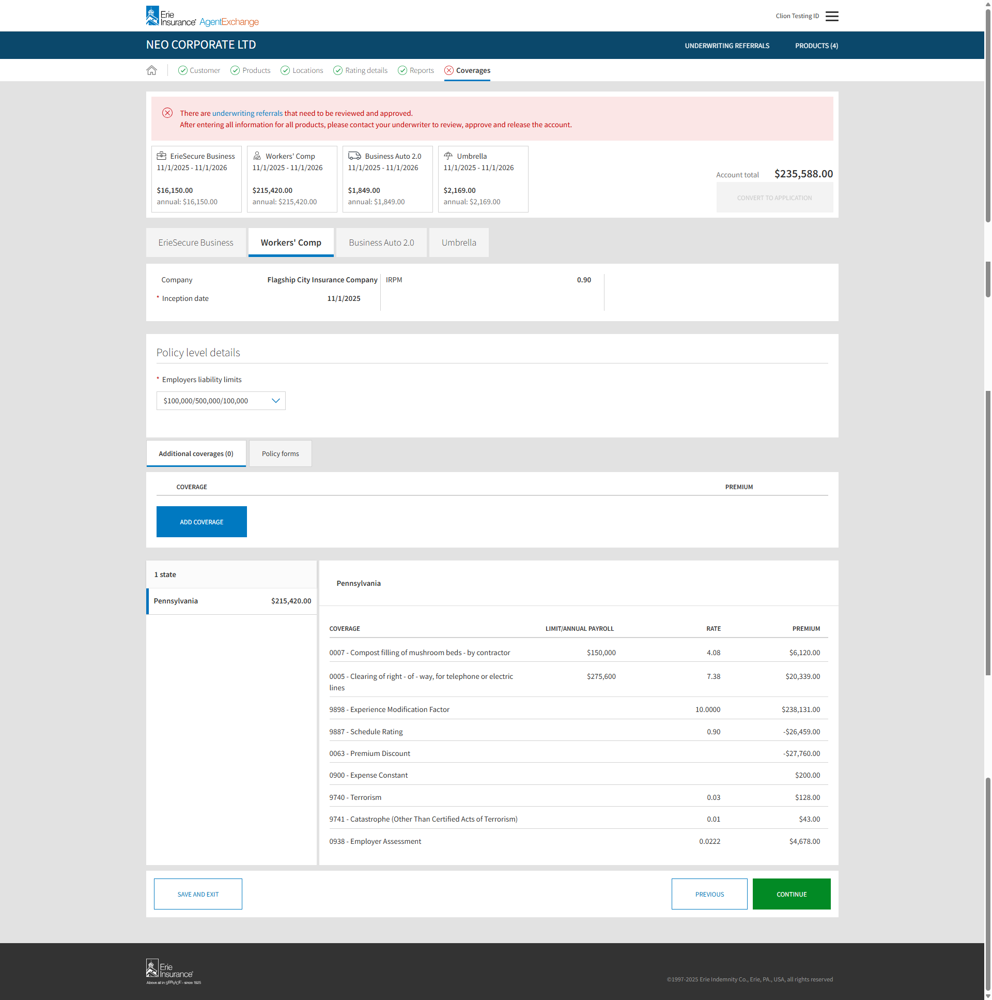 Erie
Insurance® AgentExchange
Clion Testing ID
NEO CORPORATE LTD
UNDERWRITING REFERRALS
PRODUCTS (4)
Customer
Products
Locations
Rating details
Reports
Coverages
There are underwriting referrals that need to be reviewed and approved.
After entering all information for all products, please contact your underwriter to review, approve and release the account.
ErieSecure Business
11/1/2025 - 11/1/2026
$16,150.00
annual: $16,150.00
Workers' Comp
11/1/2025 - 11/1/2026
$215,420.00
annual: $215,420.00
Business Auto 2.0
11/1/2025 - 11/1/2026
$1,849.00
annual: $1,849.00
Umbrella
11/1/2025 - 11/1/2026
$2,169.00
annual: $2,169.00
Account total $235,588.00
CONVERT TO APPLICATION
ErieSecure Business
Workers' Comp
Business Auto 2.0
Umbrella
Company Flagship City Insurance Company
* Inception date 11/1/2025
IRPM 0.90
Policy level details
* Employers liability limits
$100,000/500,000/100,000
Additional coverages (0)
Policy forms
COVERAGE PREMIUM
ADD COVERAGE
1 state
Pennsylvania $215,420.00
Pennsylvania
COVERAGE LIMIT/ANNUAL PAYROLL RATE PREMIUM
0007 - Compost filling of mushroom beds - by contractor $150,000 4.08 $6,120.00
0005 - Clearing of right - of - way, for telephone or electric $275,600 7.38 $20,339.00
lines
9898 - Experience Modification Factor 10.0000 $238,131.00
9887 - Schedule Rating 0.90 -$26,459.00
0063 - Premium Discount -$27,760.00
0900 - Expense Constant $200.00
9740 - Terrorism 0.03 $128.00
9741 - Catastrophe (Other Than Certified Acts of Terrorism) 0.01 $43.00
0938 - Employer Assessment 0.0222 $4,678.00
SAVE AND EXIT
PREVIOUS
CONTINUE
Erie
Insurance®
Above all in SERVICE® - since 1925
©1997-2025 Erie Indemnity Co., Erie, PA., USA, all rights reserved